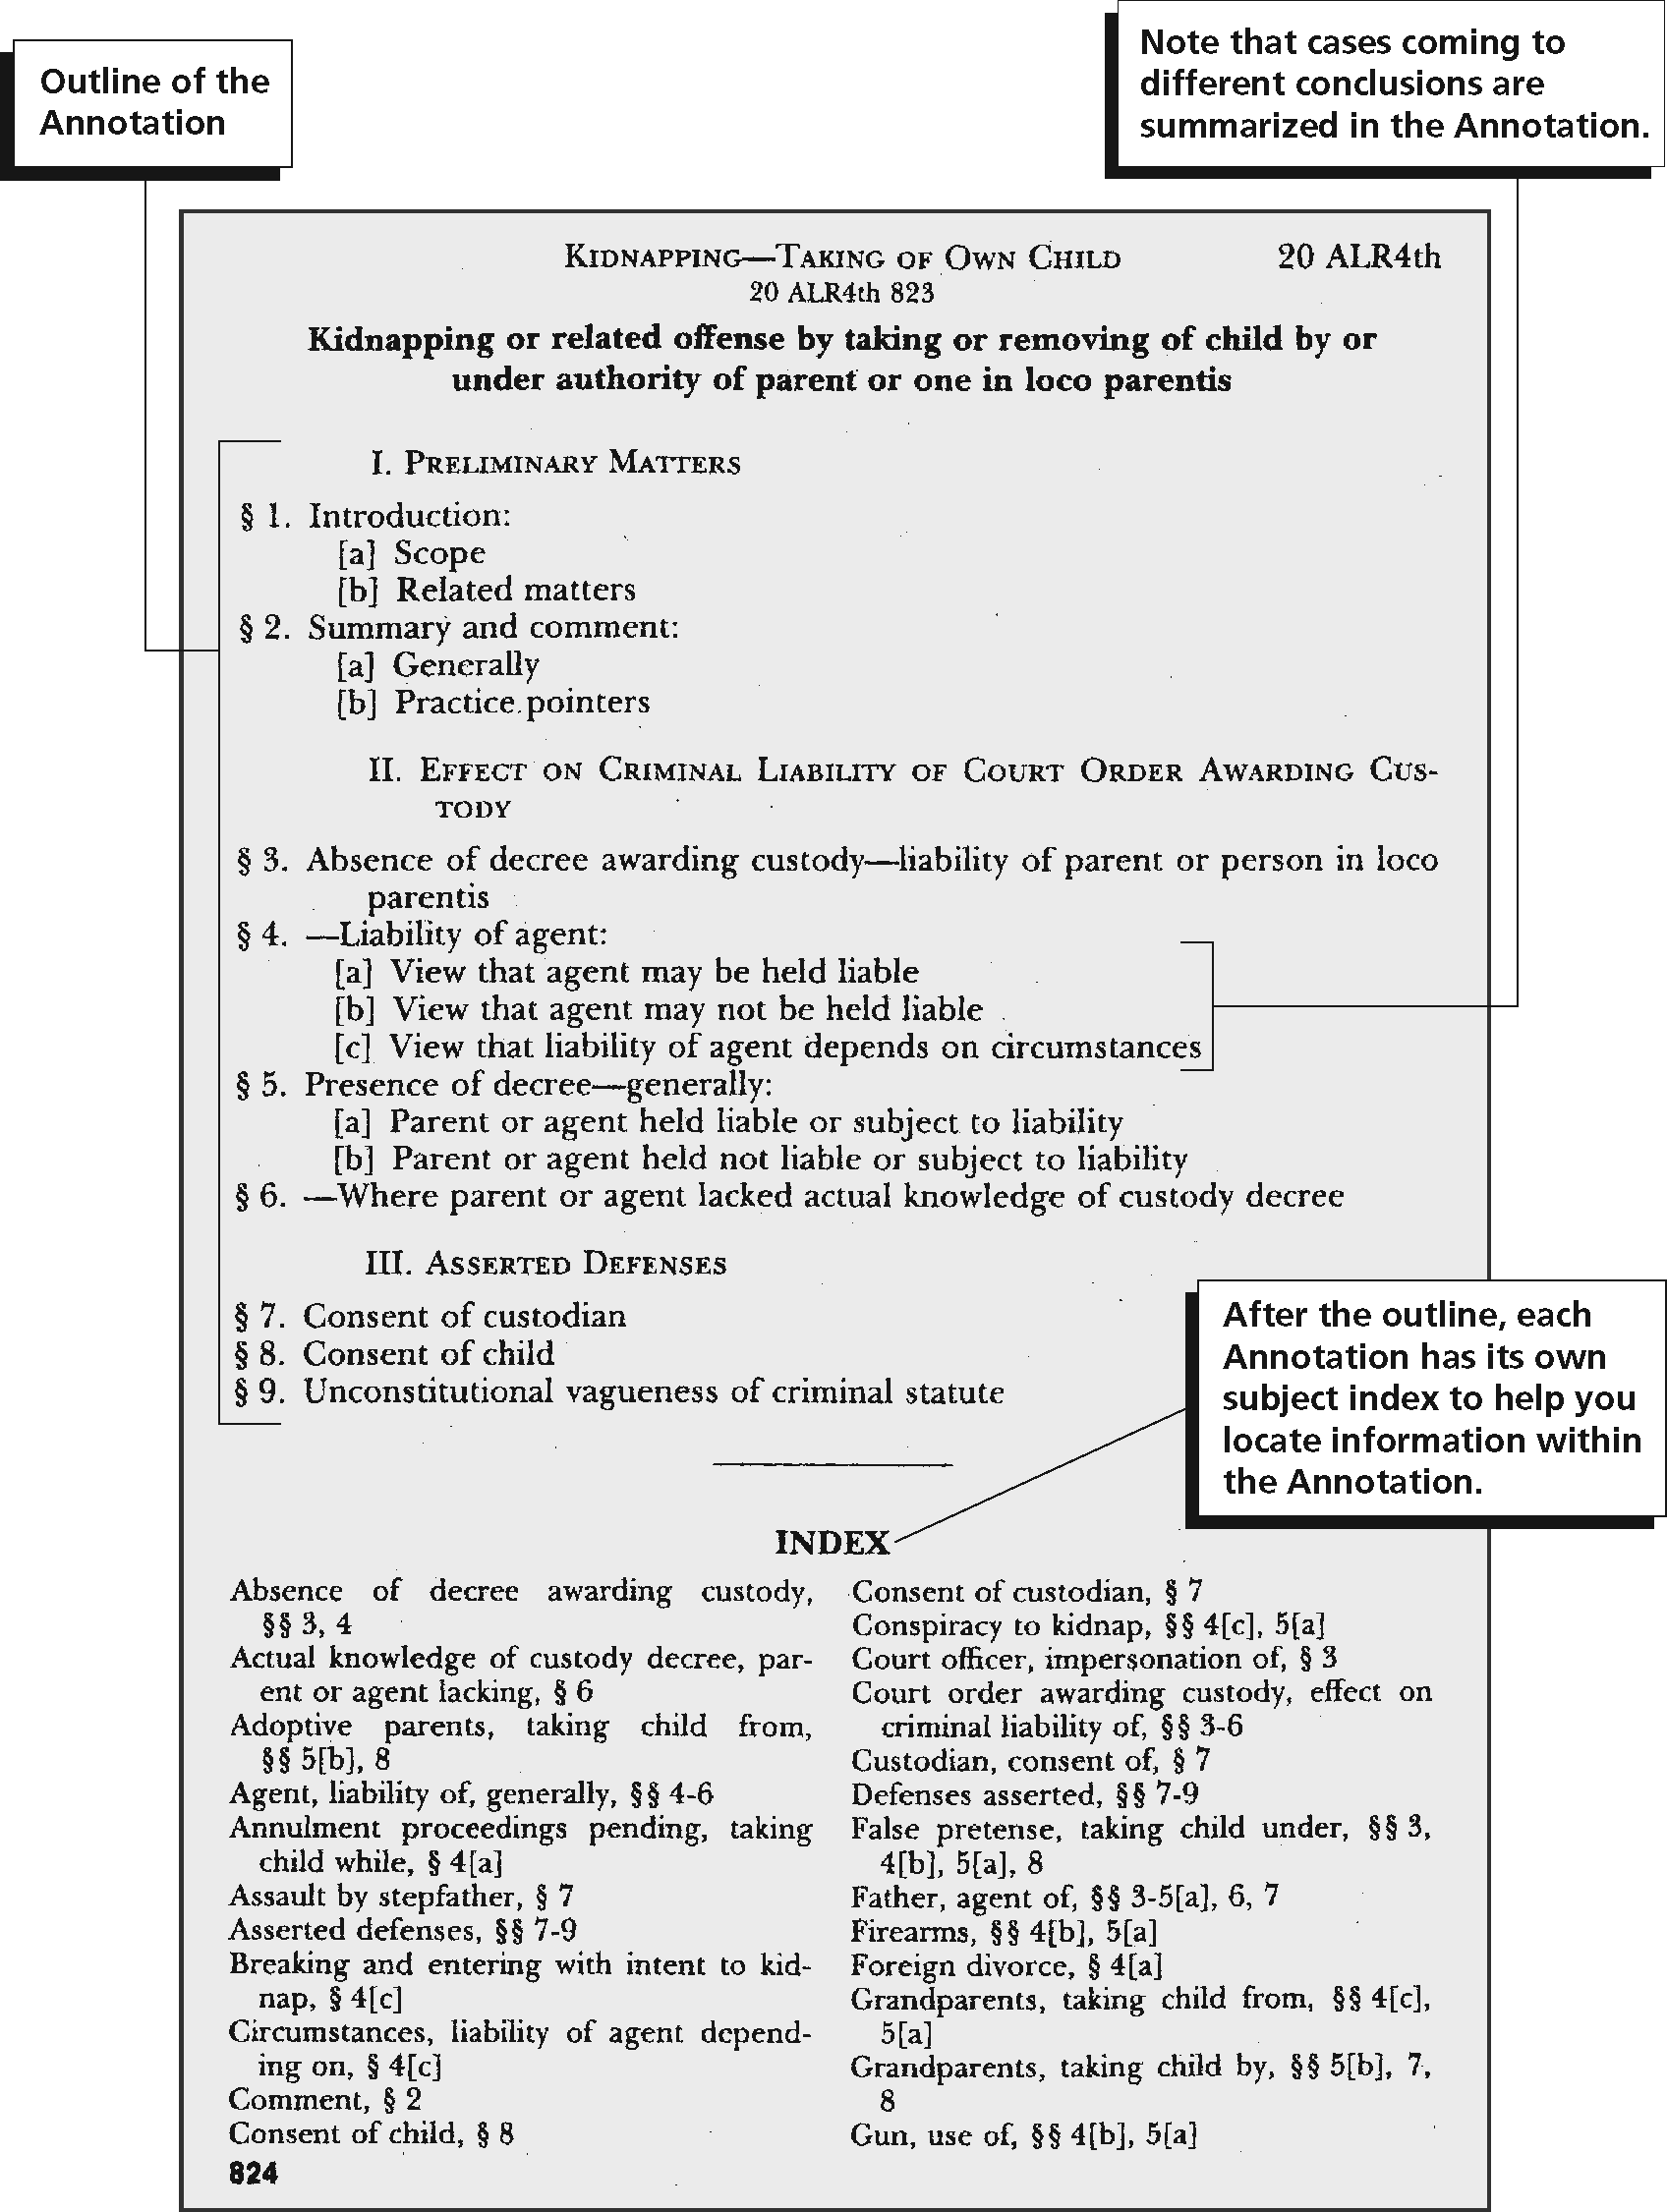 Outline of the
Annotation
Note that cases coming to
different conclusions are
summarized in the Annotation.
KIDNAPPING—TAKING OF OWN CHILD 20 ALR4th
20 ALR4th 823
Kidnapping or related offense by taking or removing of child by or
under authority of parent or one in loco parentis
I. PRELIMINARY MATTERS
§ 1. Introduction:
[a] Scope
[b] Related matters
§ 2. Summary and comment:
[a] Generally
[b] Practice pointers
II. EFFECT ON CRIMINAL LIABILITY OF COURT ORDER AWARDING CUS-
TODY
§ 3. Absence of decree awarding custody—liability of parent or person in loco
parentis
§ 4. —Liability of agent:
[a] View that agent may be held liable
[b] View that agent may not be held liable
[c] View that liability of agent depends on circumstances
§ 5. Presence of decree—generally:
[a] Parent or agent held liable or subject to liability
[b] Parent or agent held not liable or subject to liability
§ 6. —Where parent or agent lacked actual knowledge of custody decree
III. ASSERTED DEFENSES
§ 7. Consent of custodian
§ 8. Consent of child
§ 9. Unconstitutional vagueness of criminal statute
After the outline, each
Annotation has its own
subject index to help you
locate information within
the Annotation.
INDEX
Absence of decree awarding custody,
§§ 3, 4
Actual knowledge of custody decree, par-
ent or agent lacking, § 6
Adoptive parents, taking child from,
§§ 5[b], 8
Agent, liability of, generally, §§ 4-6
Annulment proceedings pending, taking
child while, § 4[a]
Assault by stepfather, § 7
Asserted defenses, §§ 7-9
Breaking and entering with intent to kid-
nap, § 4[c]
Circumstances, liability of agent depend-
ing on, § 4[c]
Comment, § 2
Consent of child, § 8
Consent of custodian, § 7
Conspiracy to kidnap, §§ 4[c], 5[a]
Court officer, impersonation of, § 3
Court order awarding custody, effect on
criminal liability of, §§ 3-6
Custodian, consent of, § 7
Defenses asserted, §§ 7-9
False pretense, taking child under, §§ 3,
4[b], 5[a], 8
Father, agent of, §§ 3-5[a], 6, 7
Firearms, §§ 4[b], 5[a]
Foreign divorce, § 4[a]
Grandparents, taking child from, §§ 4[c],
5[a]
Grandparents, taking child by, §§ 5[b], 7,
8
Gun, use of, §§ 4[b], 5[a]
824